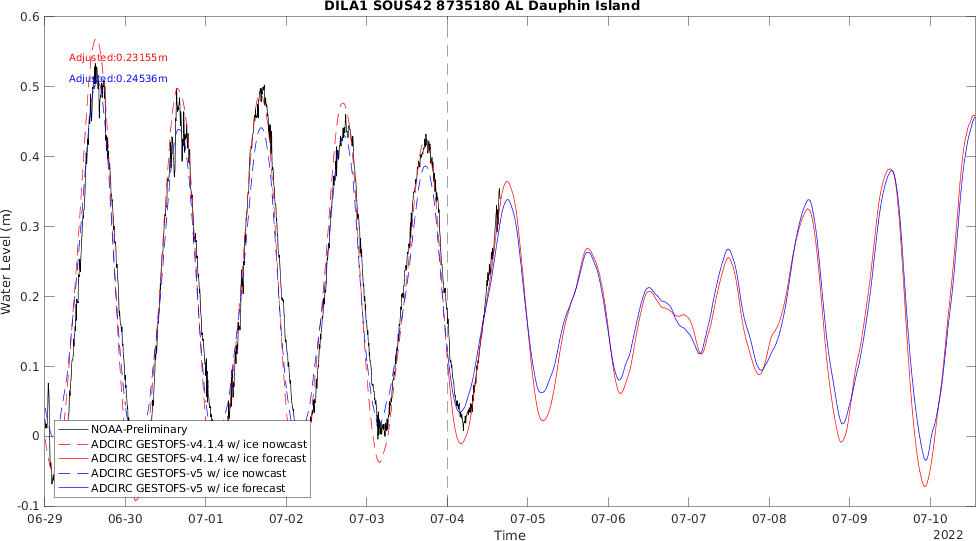 DILA1 SOUS42 8735180 AL Dauphin Island
0.6
Adjusted:0.23155m
Adjusted:0.24536m
0.5
0.4
0.3
0.2
0.1
0
-0.1
Water Level (m)
NOAA-Preliminary
ADCIRC GESTOFS-v4.1.4 w/ ice nowcast
ADCIRC GESTOFS-v4.1.4 w/ ice forecast
ADCIRC GESTOFS-v5 w/ ice nowcast
ADCIRC GESTOFS-v5 w/ ice forecast
06-29 06-30 07-01 07-02 07-03 07-04 07-05 07-06 07-07 07-08 07-09 07-10
Time
2022